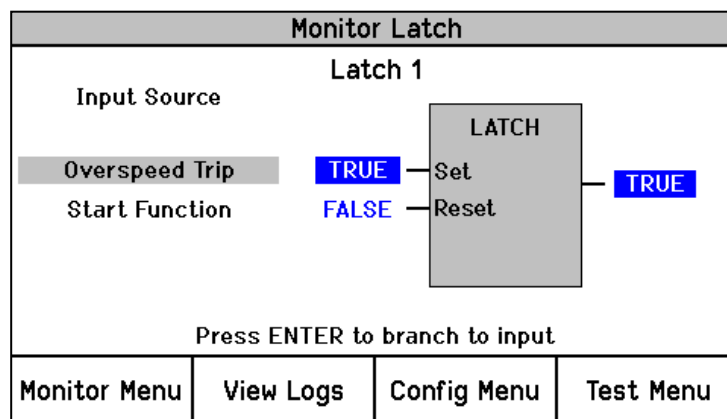 Monitor Latch
Latch 1
Input Source
LATCH
Overspeed Trip TRUE Set TRUE
Start Function FALSE Reset
Press ENTER to branch to input
Monitor Menu View Logs Config Menu Test Menu